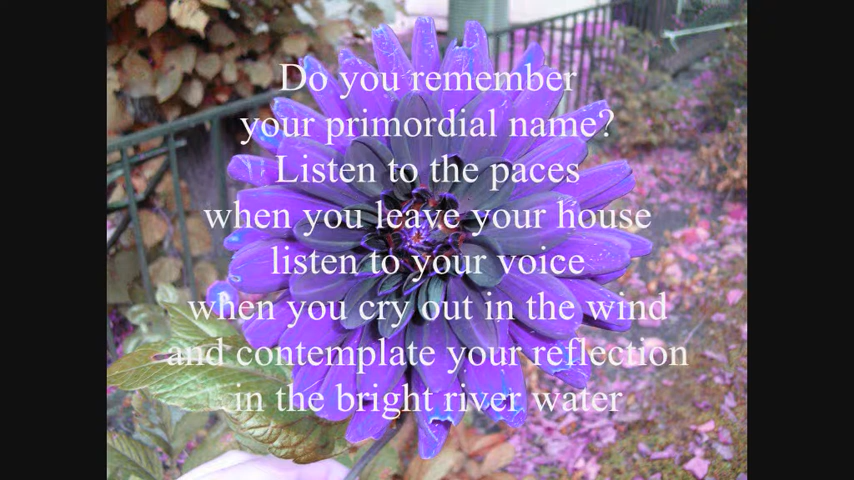 Do you remember
your primordial name?
Listen to the paces
when you leave your house
listen to your voice
when you cry out in the wind
and contemplate your reflection
in the bright river water